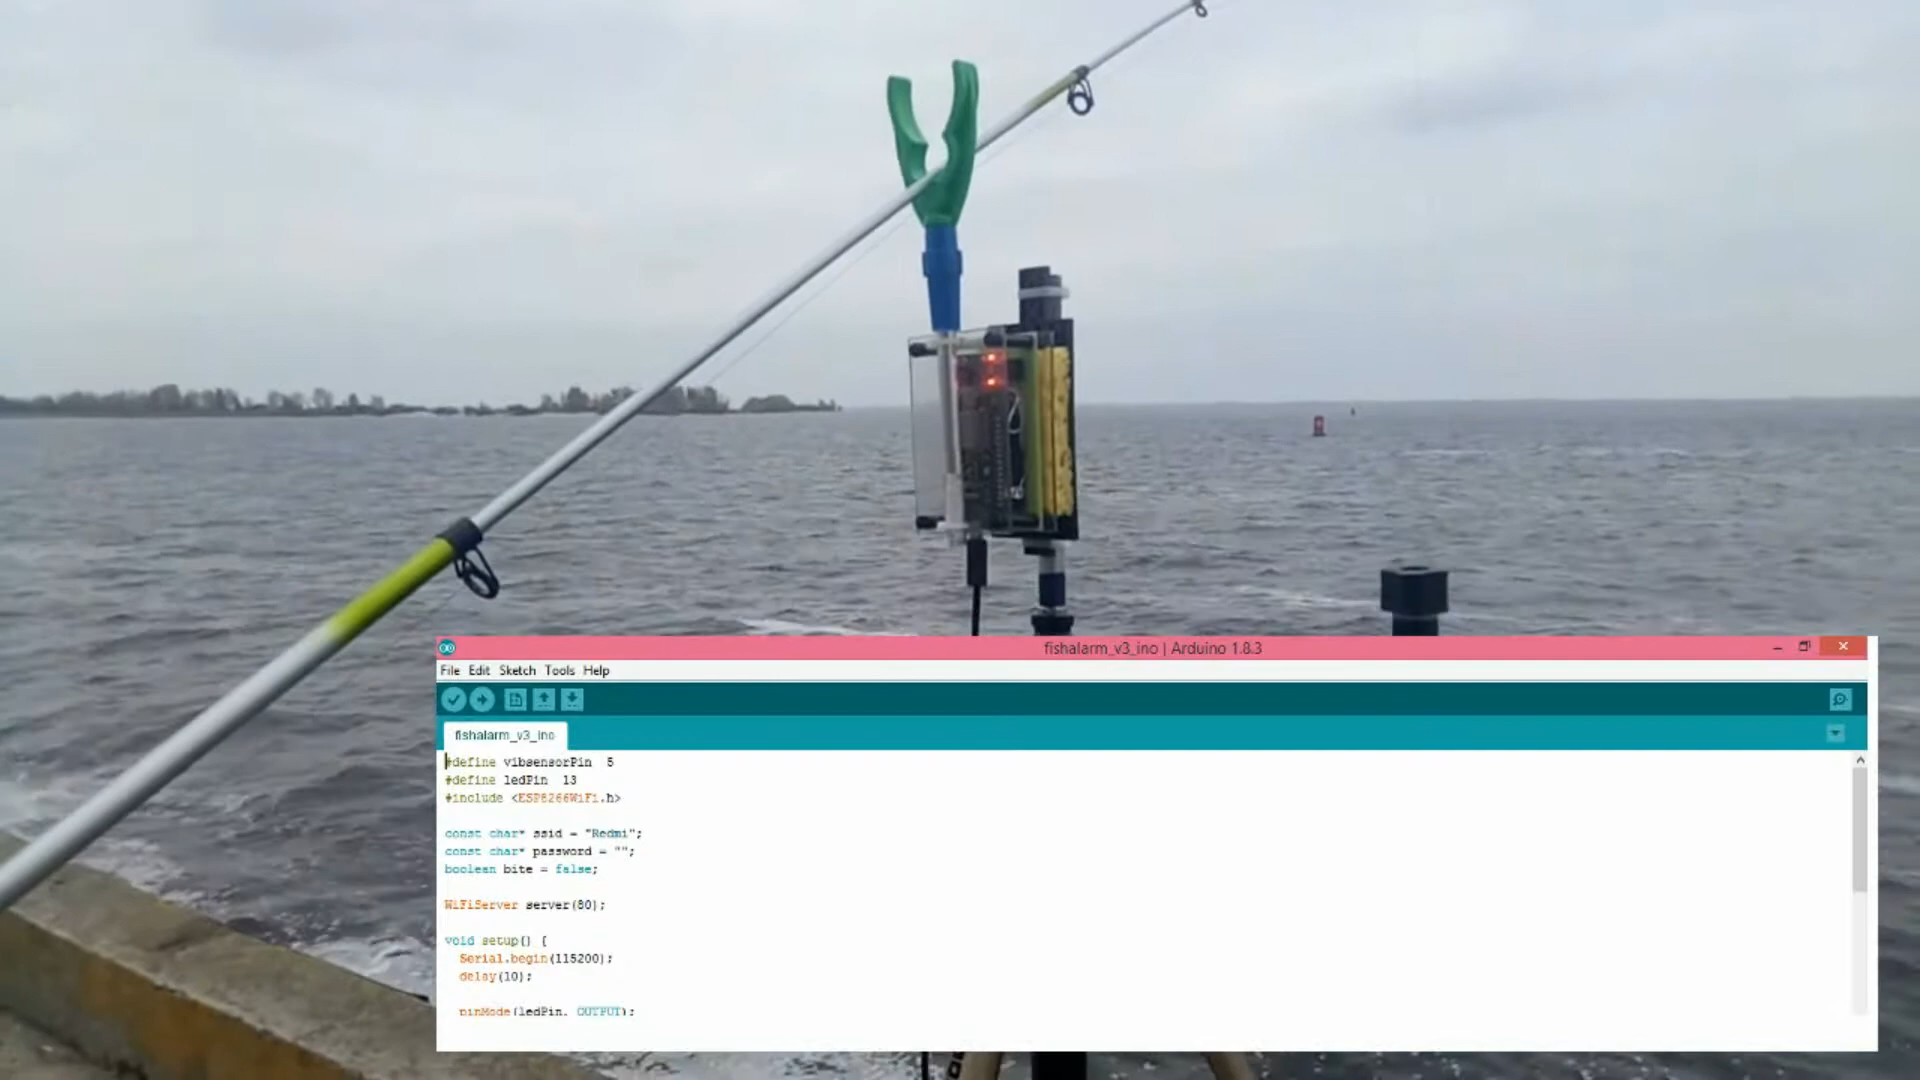 fishalarm_v3_ino | Arduino 1.8.3
File Edit Sketch Tools Help
fishalarm_v3_ino
#define vibsensorPin 5
#define ledPin 13
#include <ESP8266WiFi.h>
const char* ssid = "Redmi";
const char* password = "";
boolean bite = false;
WiFiServer server(80);
void setup() {
Serial.begin(115200);
delay(10);
pinMode(ledPin, OUTPUT);